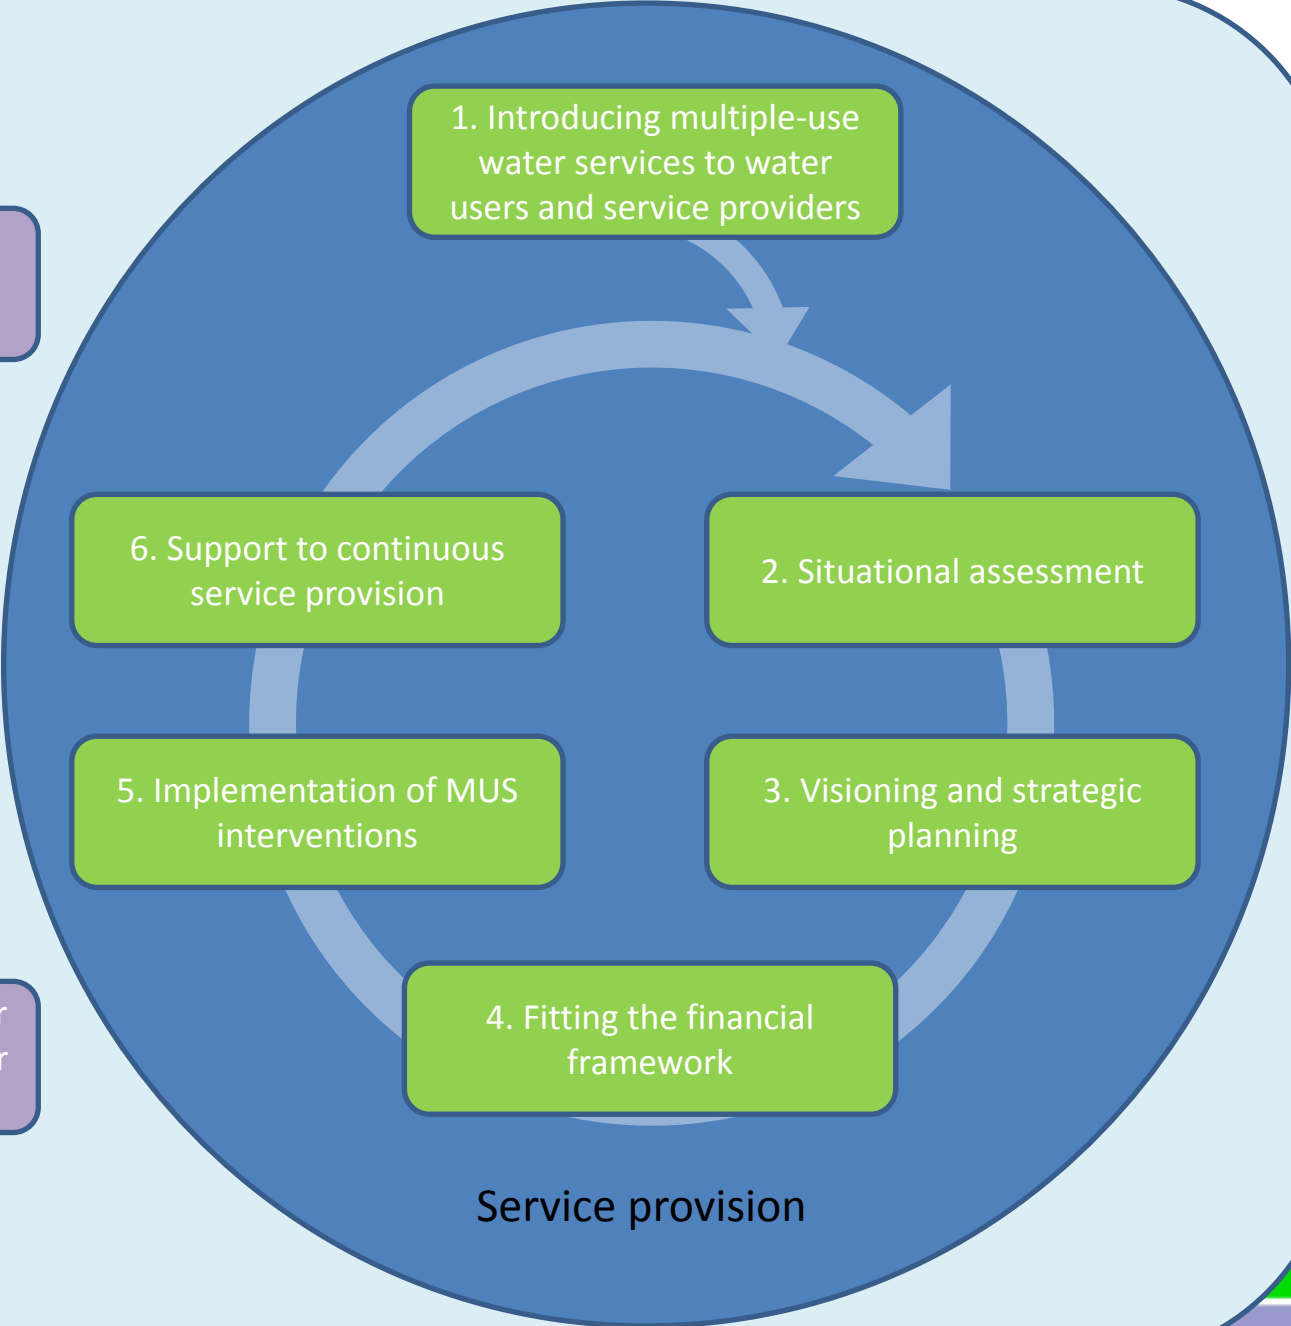 1. Introducing multiple-use
water services to water
users and service providers
6. Support to continuous
service provision
2. Situational assessment
5. Implementation of MUS
interventions
3. Visioning and strategic
planning
4. Fitting the financial
framework
Service provision